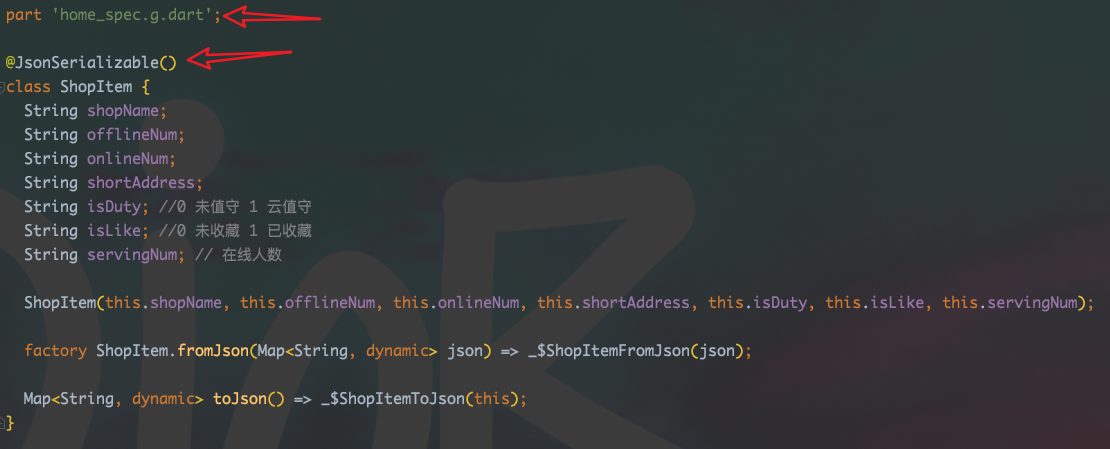 part 'home_spec.g.dart';
@JsonSerializable()
class ShopItem {
String shopName;
String offlineNum;
String onlineNum;
String shortAddress;
String isDuty; //0 未值守 1 云值守
String isLike; //0 未收藏 1 已收藏
String servingNum; // 在线人数
ShopItem(this.shopName, this.offlineNum, this.onlineNum, this.shortAddress, this.isDuty, this.isLike, this.servingNum);
factory ShopItem.fromJson(Map<String, dynamic> json) => _$ShopItemFromJson(json);
Map<String, dynamic> toJson() => _$ShopItemToJson(this);
}